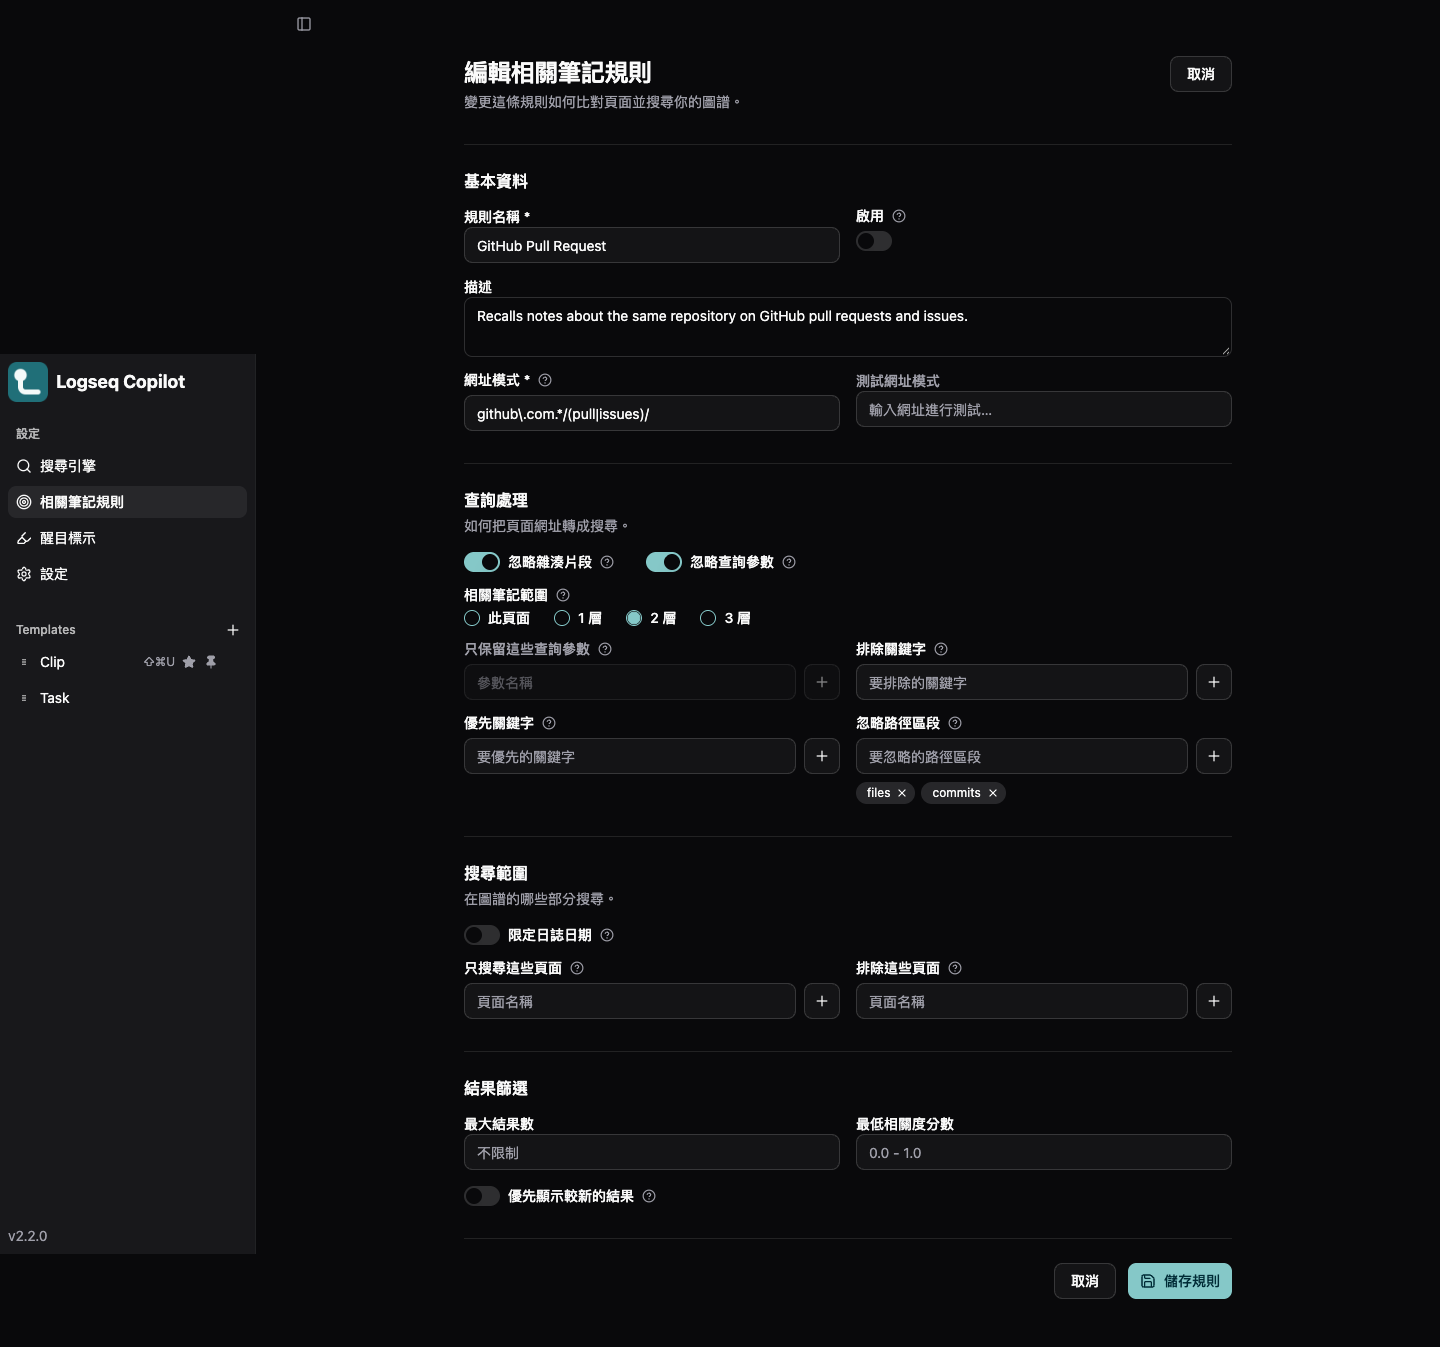 編輯相關筆記規則
取消
變更這條規則如何比對頁面並搜尋你的圖譜。
基本資料
規則名稱 *
啟用
GitHub Pull Request
描述
Recalls notes about the same repository on GitHub pull requests and issues.
網址模式 *
測試網址模式
github\.com.*/(pull|issues)/
輸入網址進行測試...
查詢處理
如何把頁面網址轉成搜尋。
忽略雜湊片段
忽略查詢參數
相關筆記範圍
此頁面
1 層
2 層
3 層
只保留這些查詢參數
排除關鍵字
參數名稱
要排除的關鍵字
優先關鍵字
忽略路徑區段
要優先的關鍵字
要忽略的路徑區段
files
commits
搜尋範圍
在圖譜的哪些部分搜尋。
限定日誌日期
只搜尋這些頁面
排除這些頁面
頁面名稱
頁面名稱
結果篩選
最大結果數
最低相關度分數
不限制
0.0 - 1.0
優先顯示較新的結果
取消
儲存規則
Logseq Copilot
設定
搜尋引擎
相關筆記規則
醒目標示
設定
Templates
Clip
⇧⌘U
Task
v2.2.0